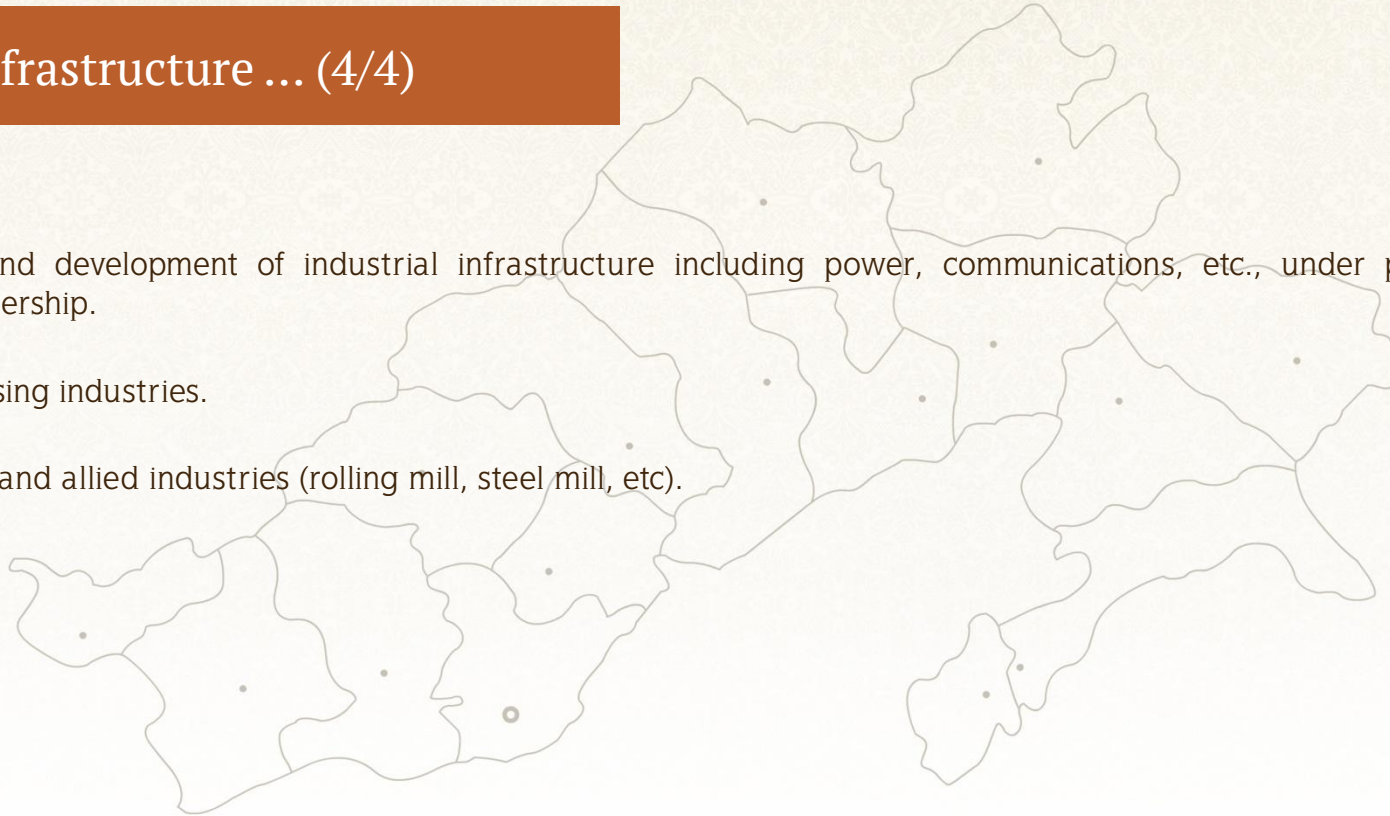 frastructure ... (4/4)
nd development of industrial infrastructure including power, communications, etc., under p
ership.
sing industries.
and allied industries (rolling mill, steel mill, etc).